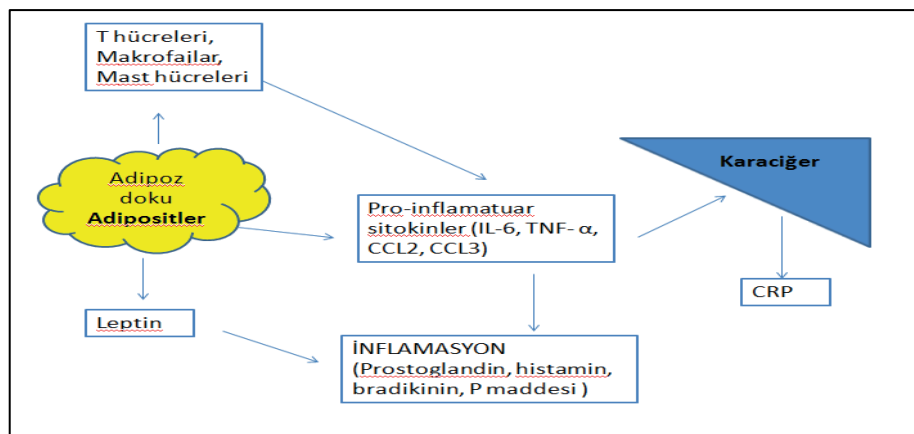 T hücreleri,
Makrofajlar,
Mast hücreleri
Adipoz
doku
Adipositler
Pro-inflamatuar
sitokinler (IL-6, TNF- α,
CCL2, CCL3)
Karaciğer
CRP
Leptin
İNFLAMASYON
(Prostoglandin, histamin,
bradikinin, P maddesi )